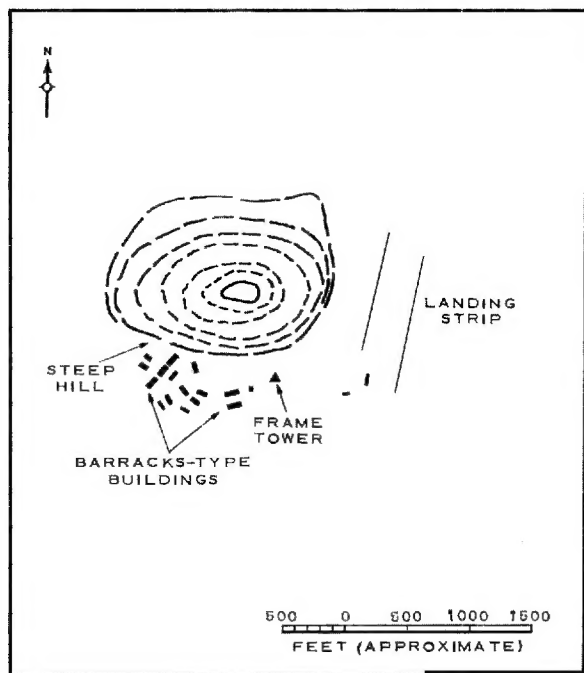 N
LANDING
STRIP
STEEP
HILL
FRAME
TOWER
BARRACKS-TYPE
BUILDINGS
500 0 500 1000 1500
FEET (APPROXIMATE)